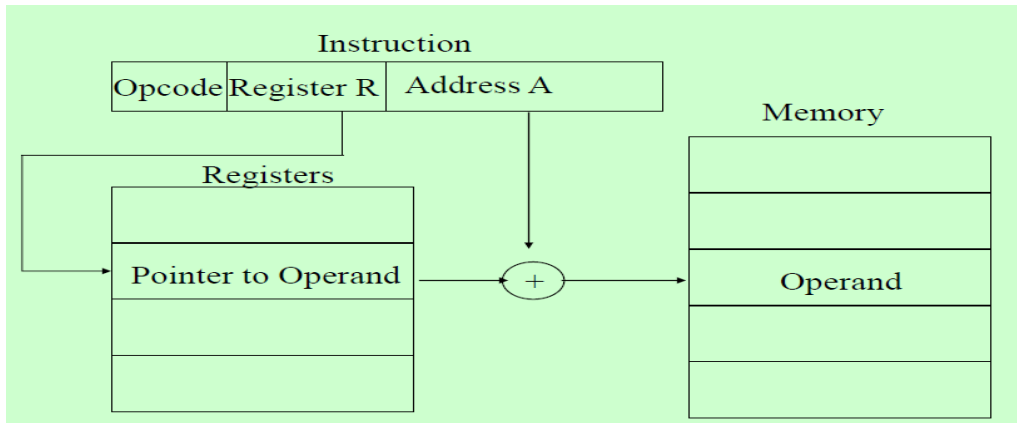 Instruction
Opcode Register R Address A
Memory
Registers
Pointer to Operand + Operand